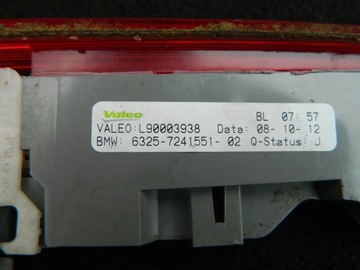 Valeo BL 07:57
VALEO:L90003938 Data: 08-10-12
BMW: 6325-7241551-02 Q-Status: J